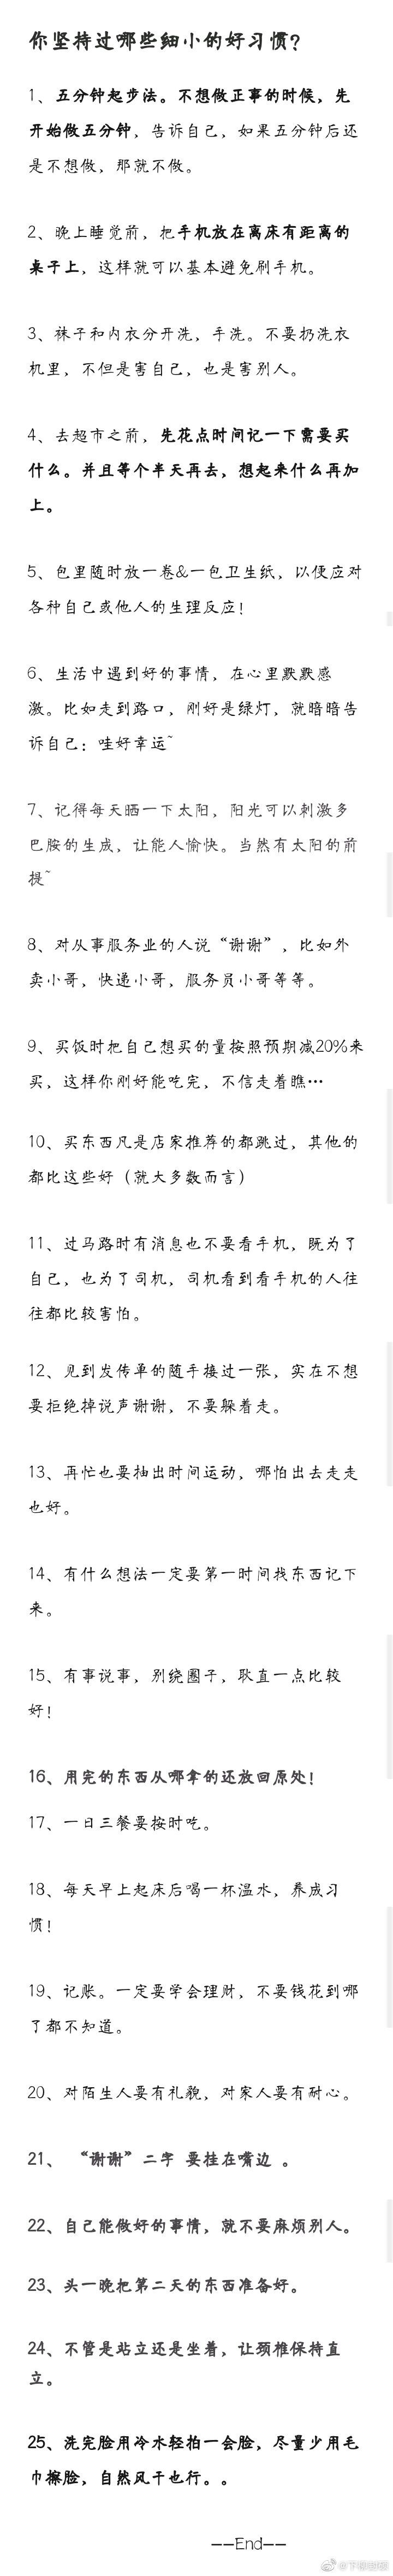 你坚持过哪些细小的好习惯?
1、五分钟起步法。不想做正事的时候，先
开始做五分钟，告诉自己，如果五分钟后还
是不想做，那就不做。
2、晚上睡觉前，把手机放在离床有距离的
桌子上，这样就可以基本避免刷手机。
3、袜子和内衣分开洗，手洗。不要扔洗衣
机里，不但是害自己，也是害别人。
4、去超市之前，先花点时间记一下需要买
什么。并且等个半天再去，想起来什么再加
上。
5、包里随时放一卷&一包卫生纸，以便应对
各种自己或他人的生理反应!
6、生活中遇到好的事情，在心里默默感
激。比如走到路口，刚好是绿灯，就暗暗告
诉自己：哇好幸运~
7、记得每天晒一下太阳，阳光可以刺激多
巴胺的生成，让能人愉快。当然有太阳的前
提~
8、对从事服务业的人说“谢谢”，比如外
卖小哥，快递小哥，服务员小哥等等。
9、买饭时把自己想买的量按照预期减20%来
买，这样你刚好能吃完，不信走着瞧…
10、买东西凡是店家推荐的都跳过，其他的
都比这些好（就大多数而言）
11、过马路时有消息也不要看手机，既为了
自己，也为了司机，司机看到看手机的人往
往都比较害怕。
12、见到发传单的随手接过一张，实在不想
要拒绝掉说声谢谢，不要躲着走。
13、再忙也要抽出时间运动，哪怕出去走走
也好。
14、有什么想法一定要第一时间找东西记下
来。
15、有事说事，别绕圈子，耿直一点比较
好!
16、用完的东西从哪拿的还放回原处!
17、一日三餐要按时吃。
18、每天早上起床后喝一杯温水，养成习
惯!
19、记账。一定要学会理财，不要钱花到哪
了都不知道。
20、对陌生人要有礼貌，对家人要有耐心。
21、 “谢谢”二字 要挂在嘴边 。
22、自己能做好的事情，就不要麻烦别人。
23、头一晚把第二天的东西准备好。
24、不管是站立还是坐着，让颈椎保持直
立。
25、洗完脸用冷水轻拍一会脸，尽量少用毛
巾擦脸，自然风干也行。。
——End——